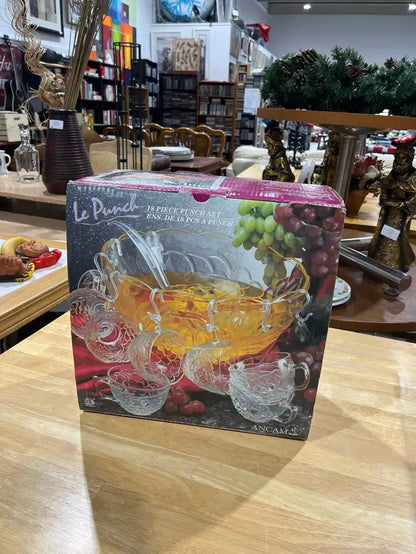 Le Punch
18 PIECE PUNCH SET
ENS. DE 18 PCS A PUNCH
ANCAM